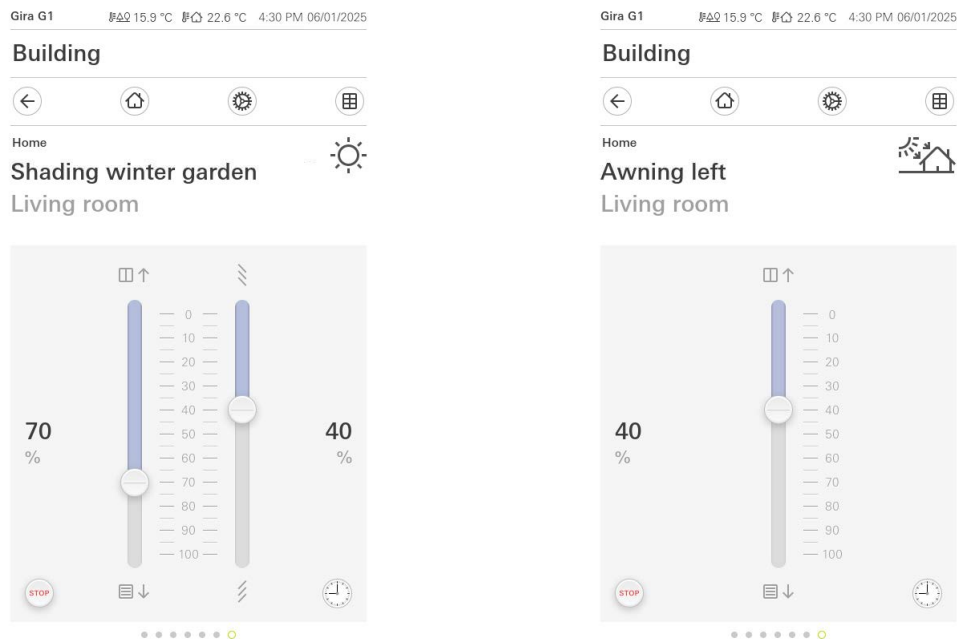 Gira G1 15.9 °C 22.6 °C 4:30 PM 06/01/2025
Building
Home
Shading winter garden
Living room
0
10
20
30
40
50
60
70
80
90
100
70
%
40
%
STOP
Gira G1 15.9 °C 22.6 °C 4:30 PM 06/01/2025
Building
Home
Awning left
Living room
0
10
20
30
40
50
60
70
80
90
100
40
%
STOP